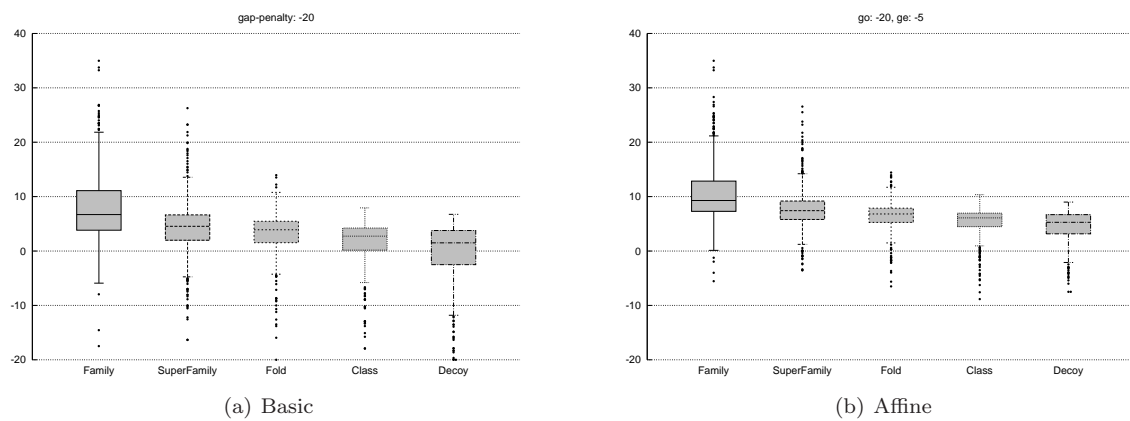 gap-penalty: -20
40
30
20
10
0
-10
-20
Family SuperFamily Fold Class Decoy
(a) Basic
go: -20, ge: -5
40
30
20
10
0
-10
-20
Family SuperFamily Fold Class Decoy
(b) Affine